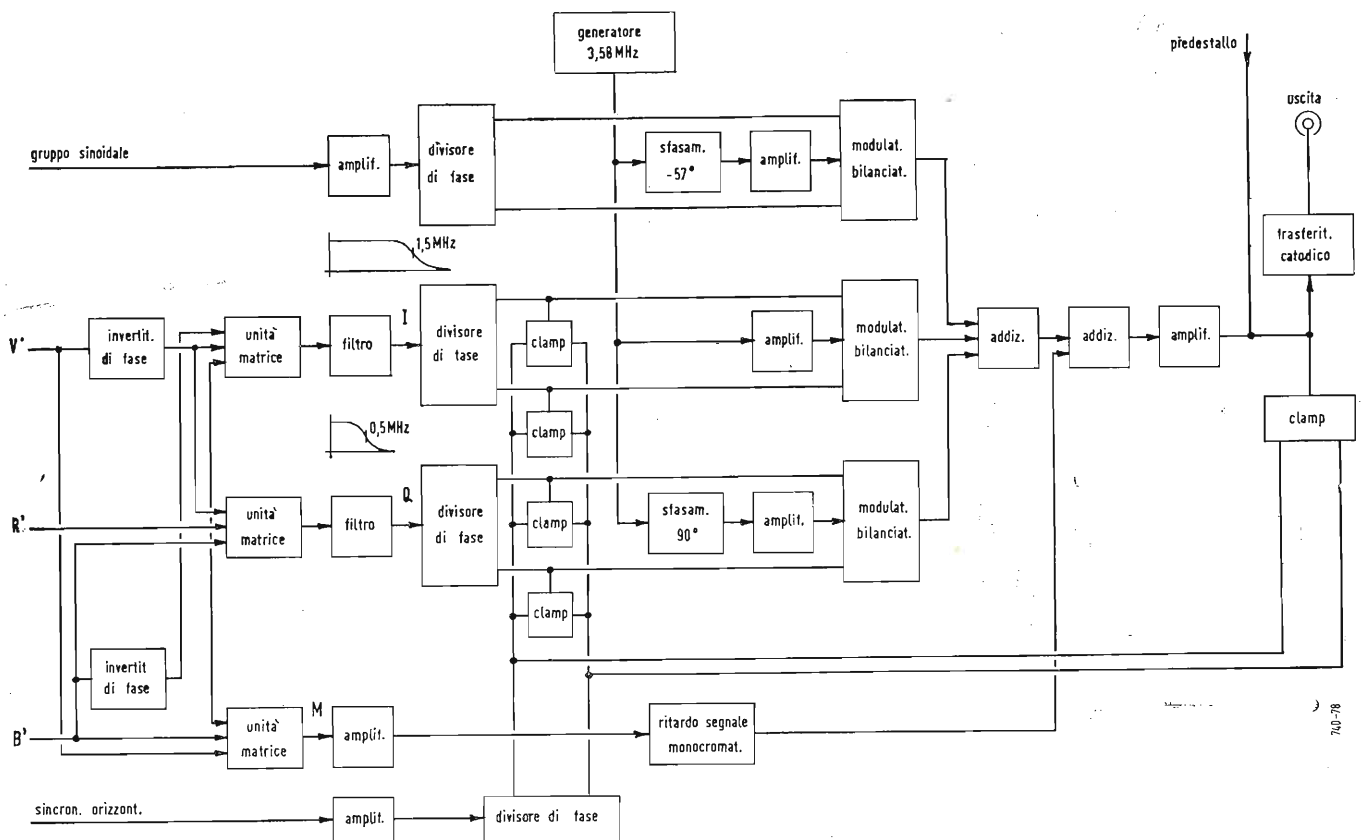 generatore
3,58 MHz
predestallo
uscita
gruppo sinoidale
amplif.
divisore
di fase
sfasam.
-57°
amplif.
modulat.
bilanciat.
trasferit.
catodico
1,5MHz
V'
invertit.
di fase
unità
matrice
filtro
I
divisore
di fase
clamp
amplif.
modulat.
bilanciat.
addiz.
addiz.
amplif.
clamp
clamp
0,5MHz
R'
unità
matrice
filtro
Q
divisore
di fase
clamp
sfasam.
90°
amplif.
modulat.
bilanciat.
clamp
invertit
di fase
B'
unità
matrice
M
amplif.
ritardo segnale
monocromat.
740-78
sincron. orizzont.
amplif.
divisore di fase